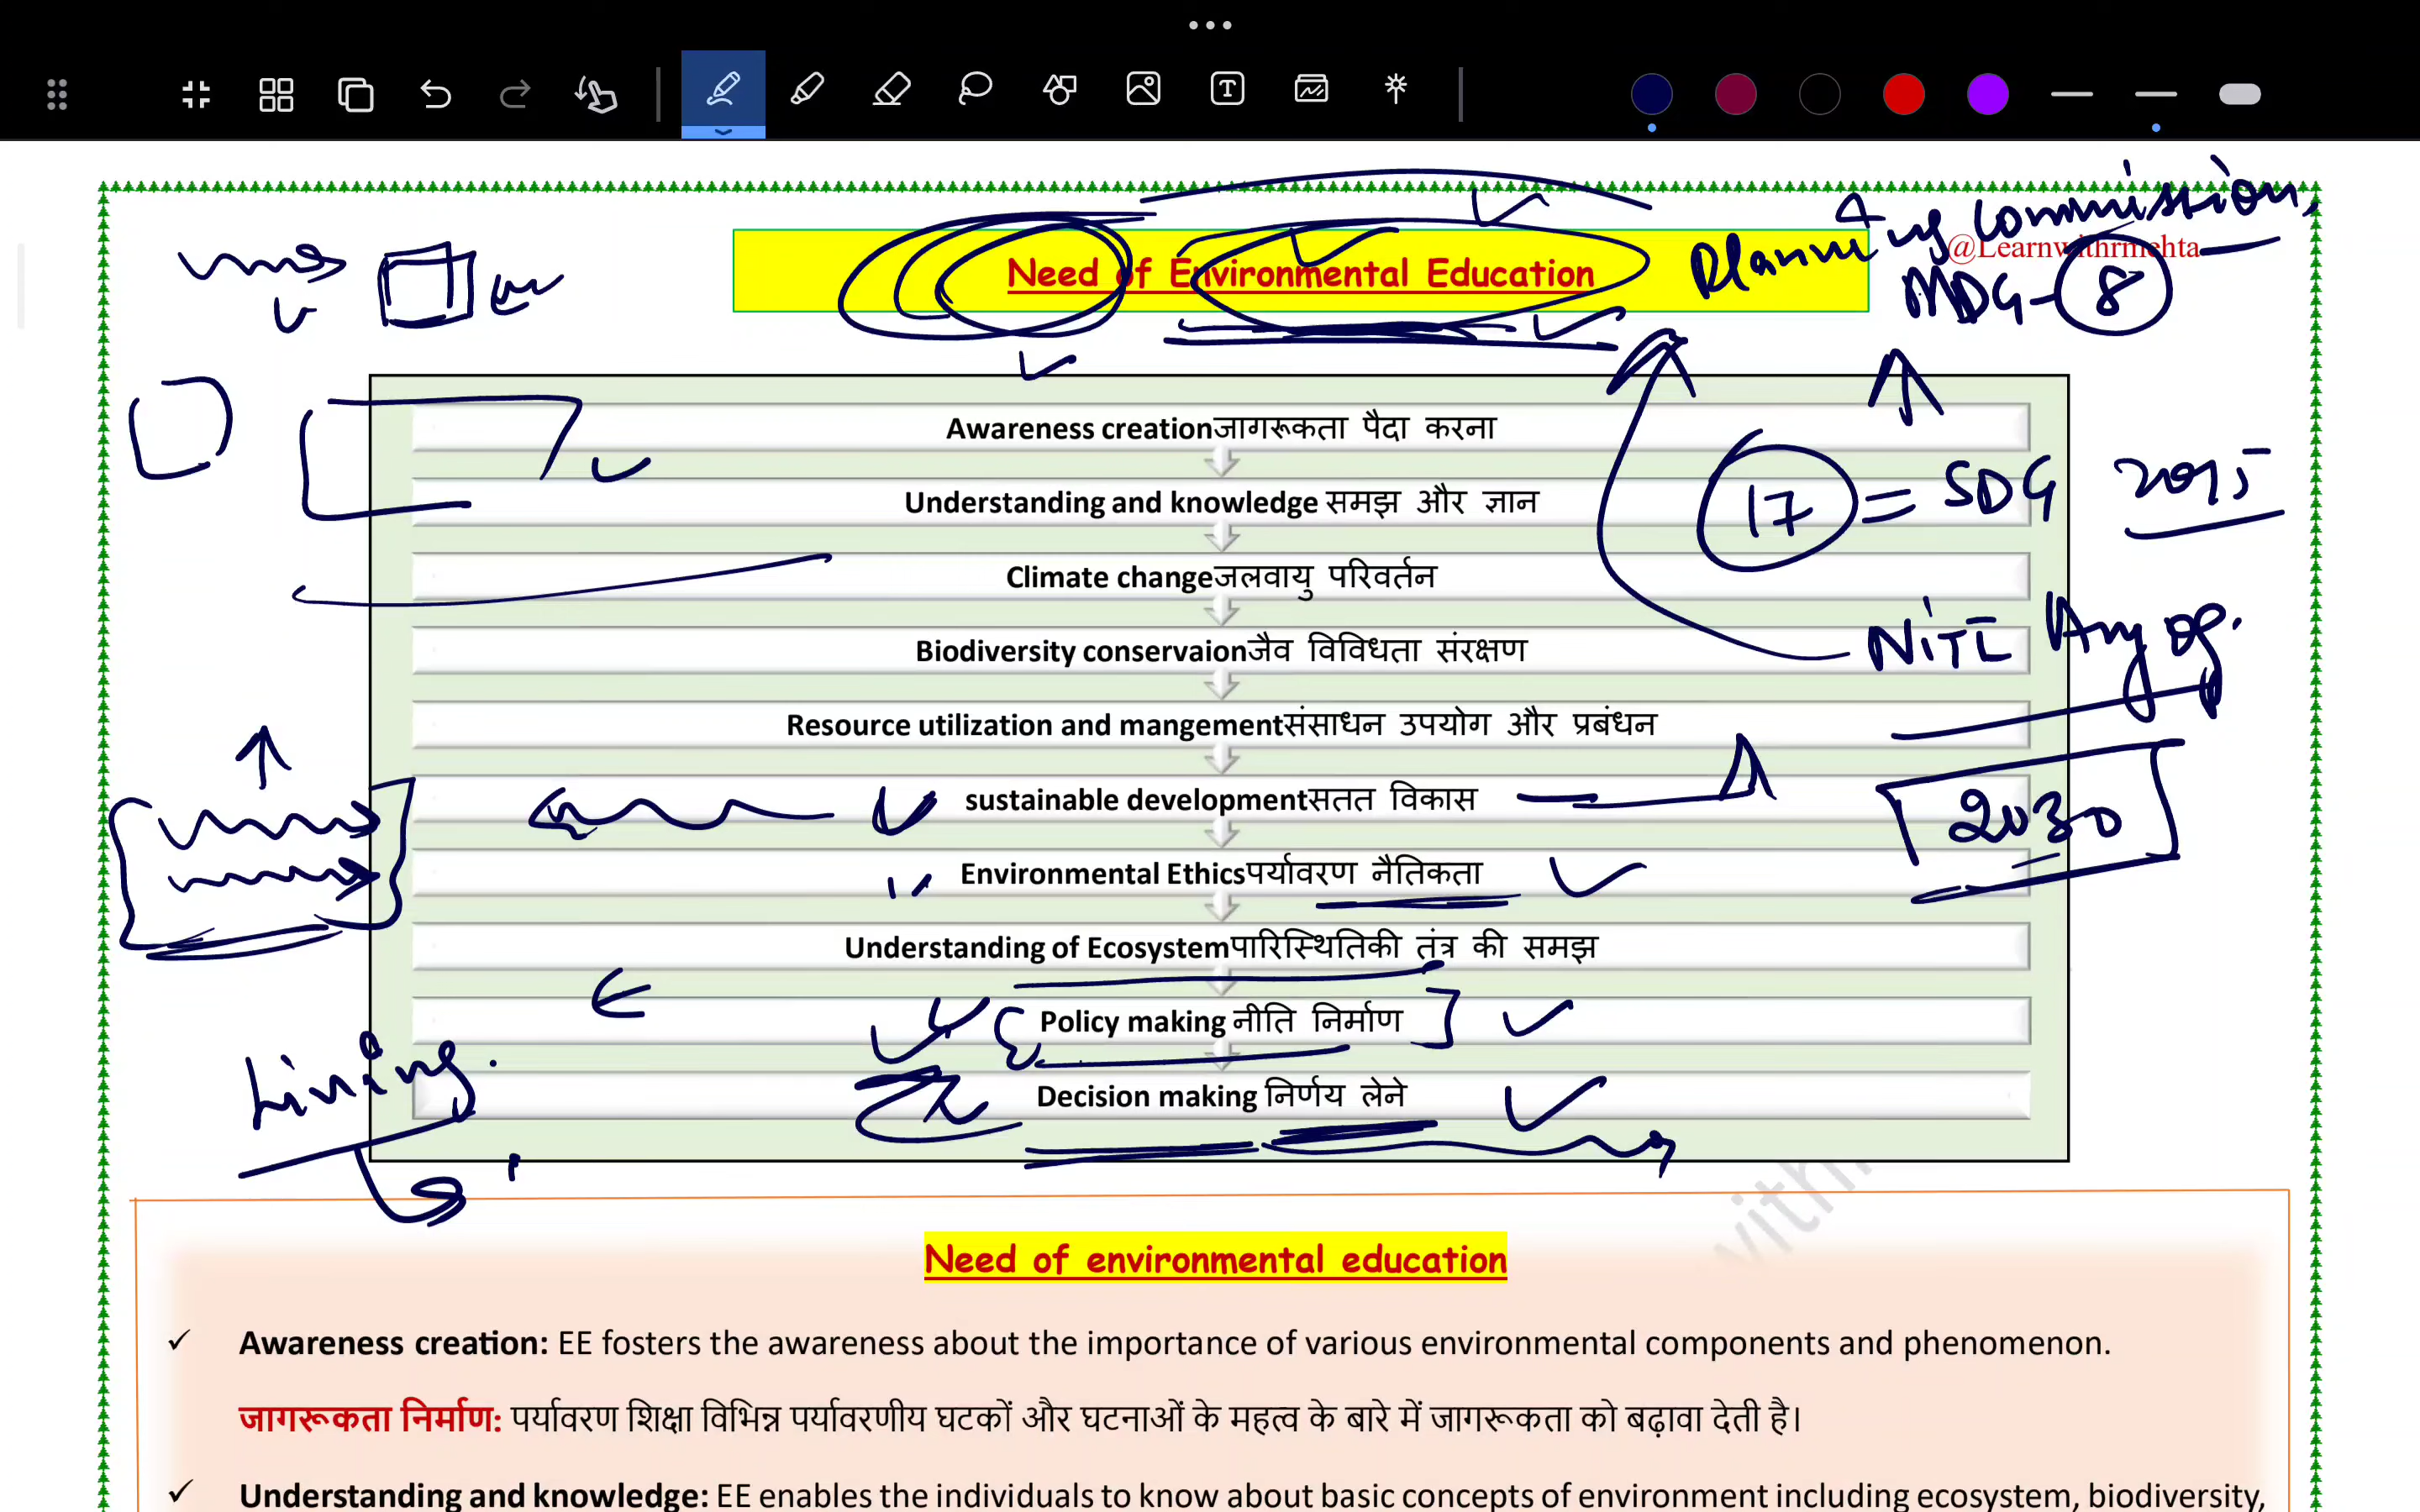 Planning Commission,
Need of Environmental Education
@Learnwithrmehta
MDG - 8
Awareness creationजागरूकता पैदा करना
17 = SDG 2015
Understanding and knowledge समझ और ज्ञान
Climate changeजलवायु परिवर्तन
Biodiversity conservaionजैव विविधता संरक्षण
NITI Ayog.
Resource utilization and mangementसंसाधन उपयोग और प्रबंधन
sustainable developmentसतत विकास
2030
Environmental Ethicsपर्यावरण नैतिकता
Understanding of Ecosystemपारिस्थितिकी तंत्र की समझ
Policy making नीति निर्माण
Decision making निर्णय लेने
Need of environmental education
✓ Awareness creation: EE fosters the awareness about the importance of various environmental components and phenomenon.
जागरूकता निर्माण: पर्यावरण शिक्षा विभिन्न पर्यावरणीय घटकों और घटनाओं के महत्व के बारे में जागरूकता को बढ़ावा देती है।
✓ Understanding and knowledge: EE enables the individuals to know about basic concepts of environment including ecosystem, biodiversity,